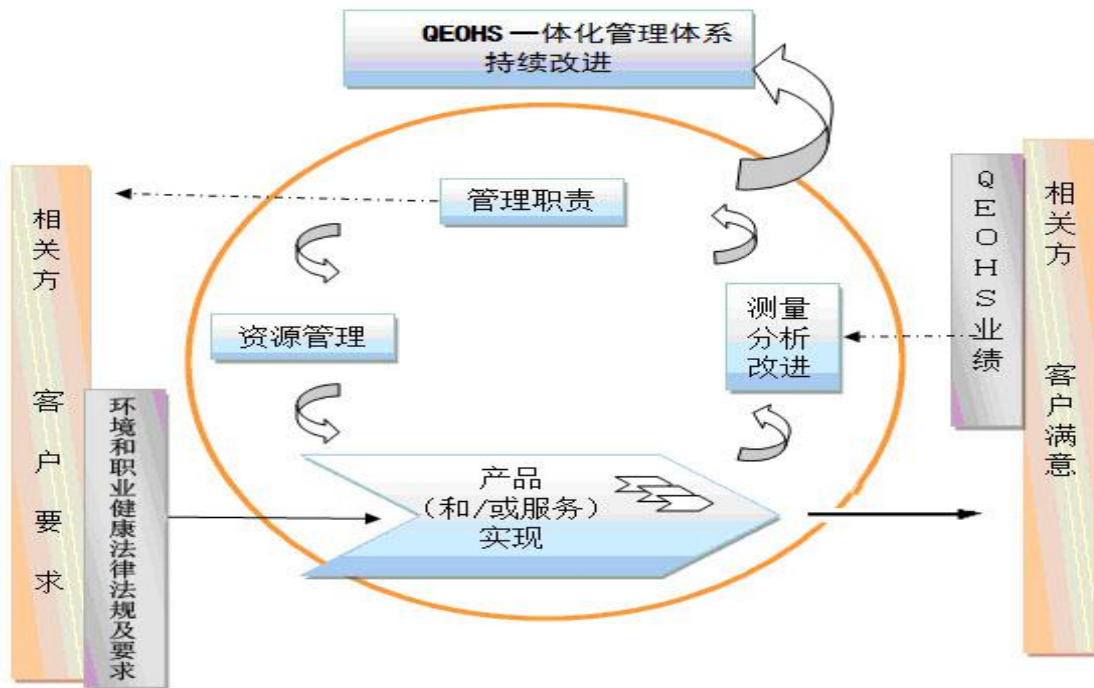 QEOHS一体化管理体系
持续改进
管理职责
相关方 客户要求
环境和职业健康法律法规及要求
资源管理
产品
（和/或服务）
实现
测量
分析
改进
QEOHS业绩
相关方 客户满意